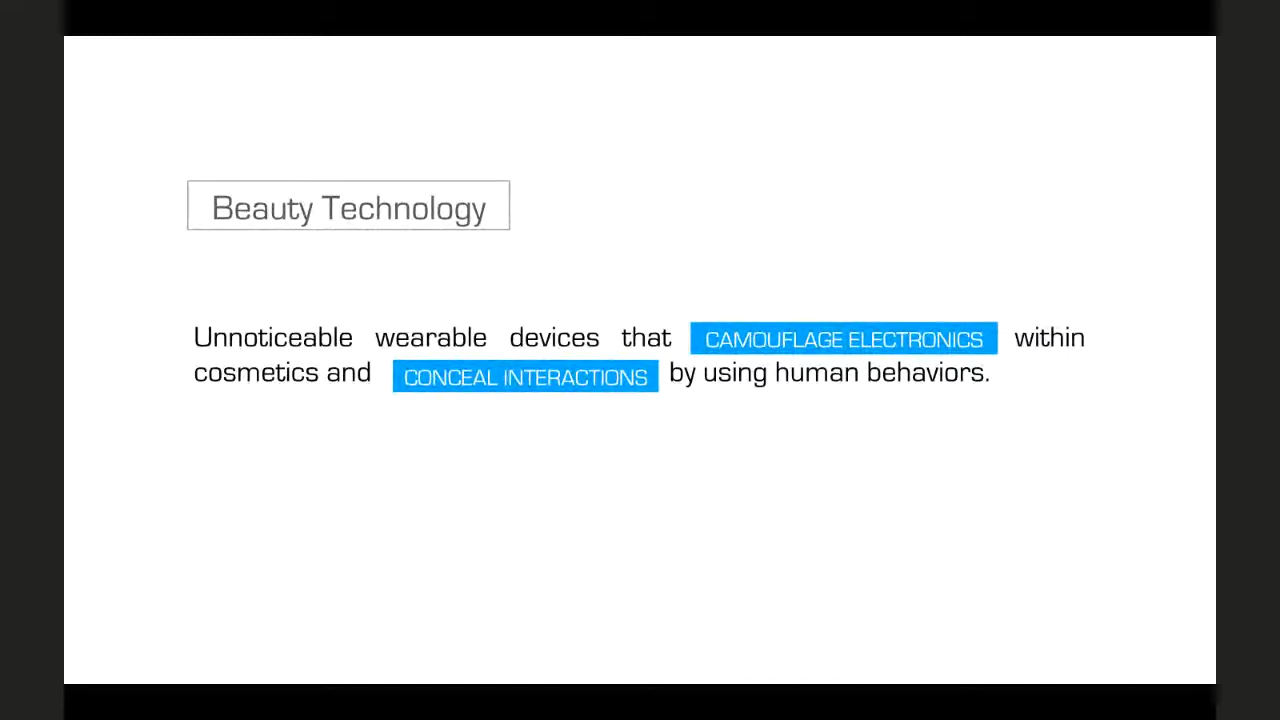 Beauty Technology
Unnoticeable wearable devices that CAMOUFLAGE ELECTRONICS within
cosmetics and CONCEAL INTERACTIONS by using human behaviors.